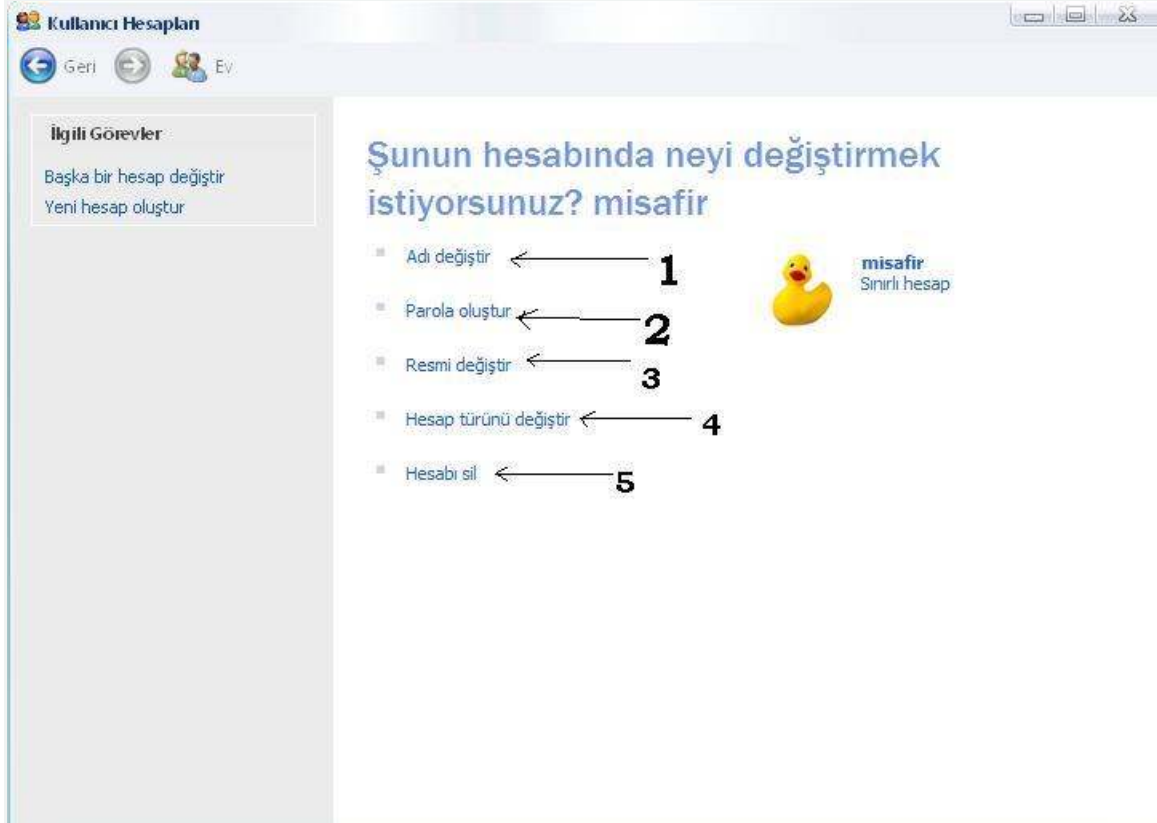 Kullanıcı Hesapları
Geri
Ev
İlgili Görevler
Başka bir hesap değiştir
Yeni hesap oluştur
Şunun hesabında neyi değiştirmek
istiyorsunuz? misafir
Adı değiştir
1
misafir
Sınırlı hesap
Parola oluştur
2
Resmi değiştir
3
Hesap türünü değiştir
4
Hesabı sil
5